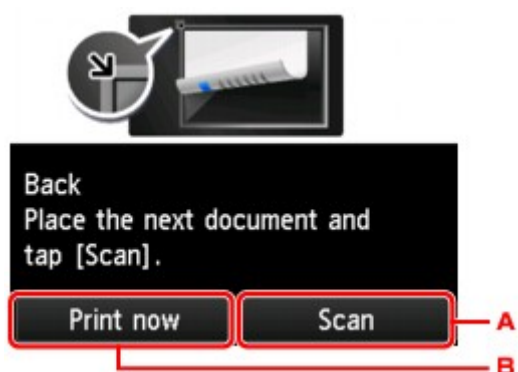 Back
Place the next document and
tap [Scan].
Print now Scan A
B